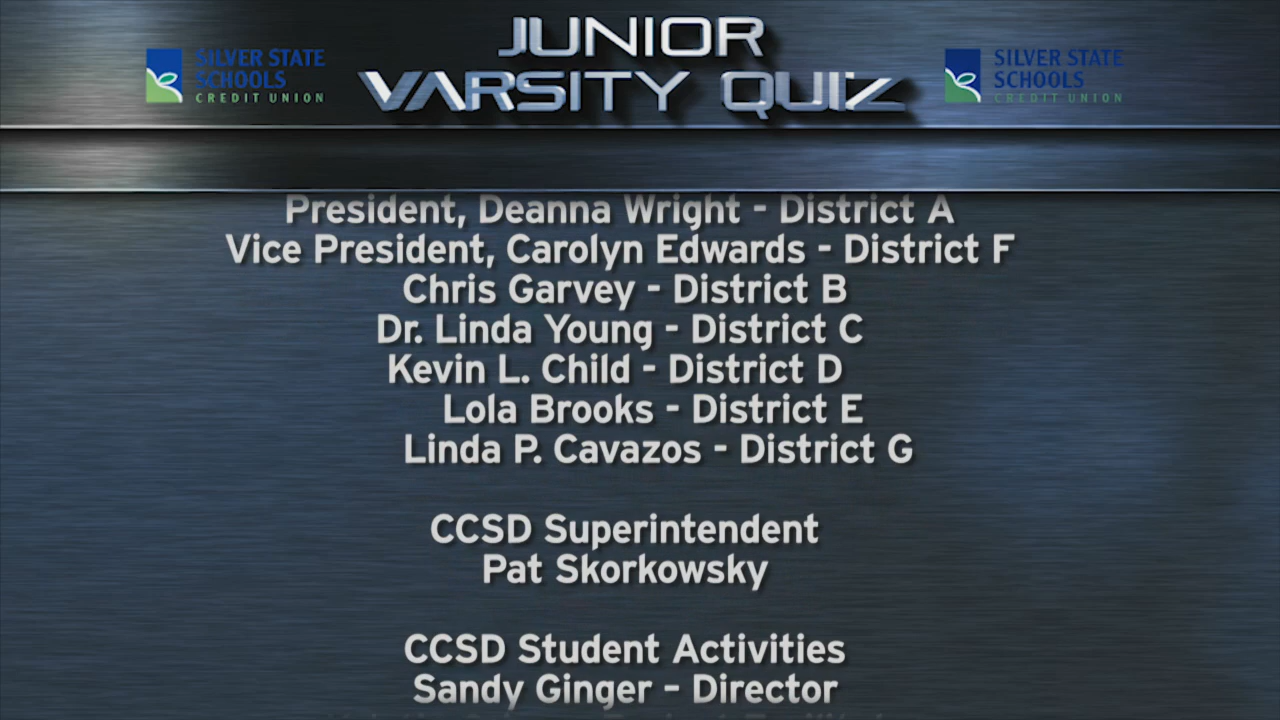 JUNIOR
VARSITY QUIZ
SILVER STATE
SCHOOLS
CREDIT UNION
SILVER STATE
SCHOOLS
CREDIT UNION
President, Deanna Wright - District A
Vice President, Carolyn Edwards - District F
Chris Garvey - District B
Dr. Linda Young - District C
Kevin L. Child - District D
Lola Brooks - District E
Linda P. Cavazos - District G
CCSD Superintendent
Pat Skorkowsky
CCSD Student Activities
Sandy Ginger - Director